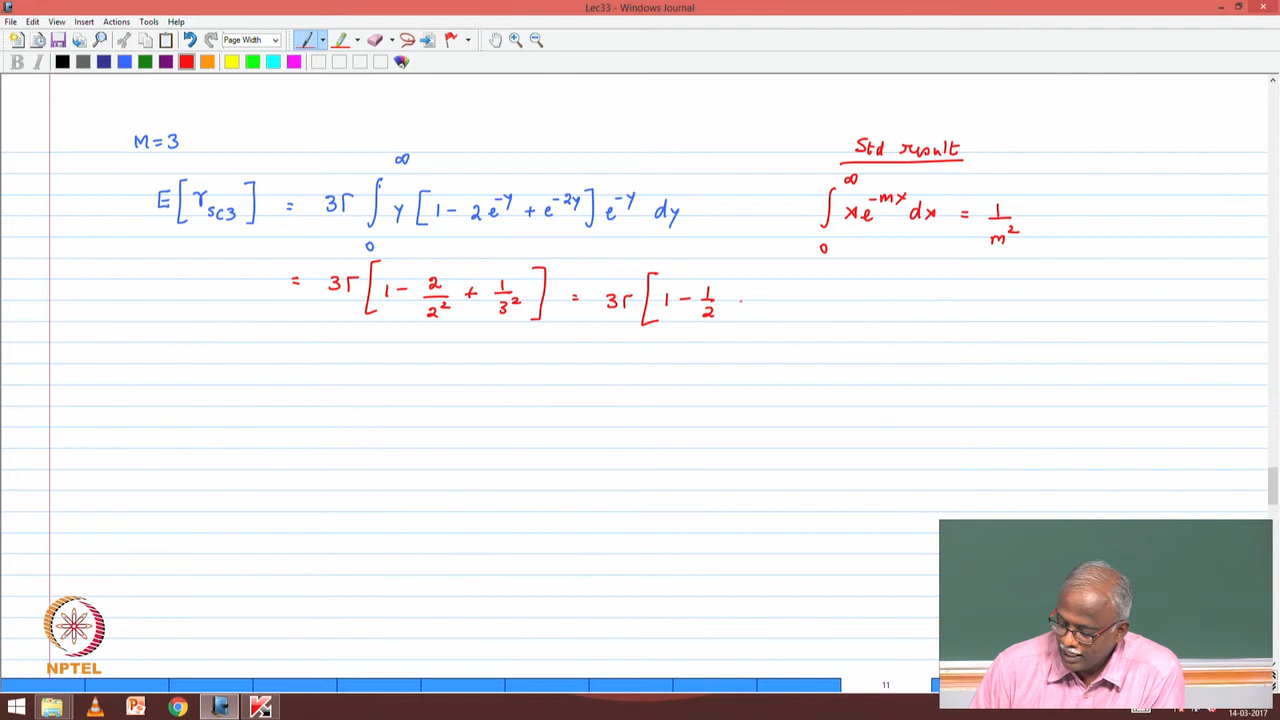 Lec33 - Windows Journal
File Edit View Insert Actions Tools Help
Page Width
B I
M = 3
E[γ_SC3] = 3Γ ∫_0^∞ y [1 - 2e^{-y} + e^{-2y}] e^{-y} dy
= 3Γ [1 - 2/2² + 1/3²] = 3Γ [1 - 1/2
Std result
∫_0^∞ x e^{-mx} dx = 1/m²
NPTEL
11
14-03-2017